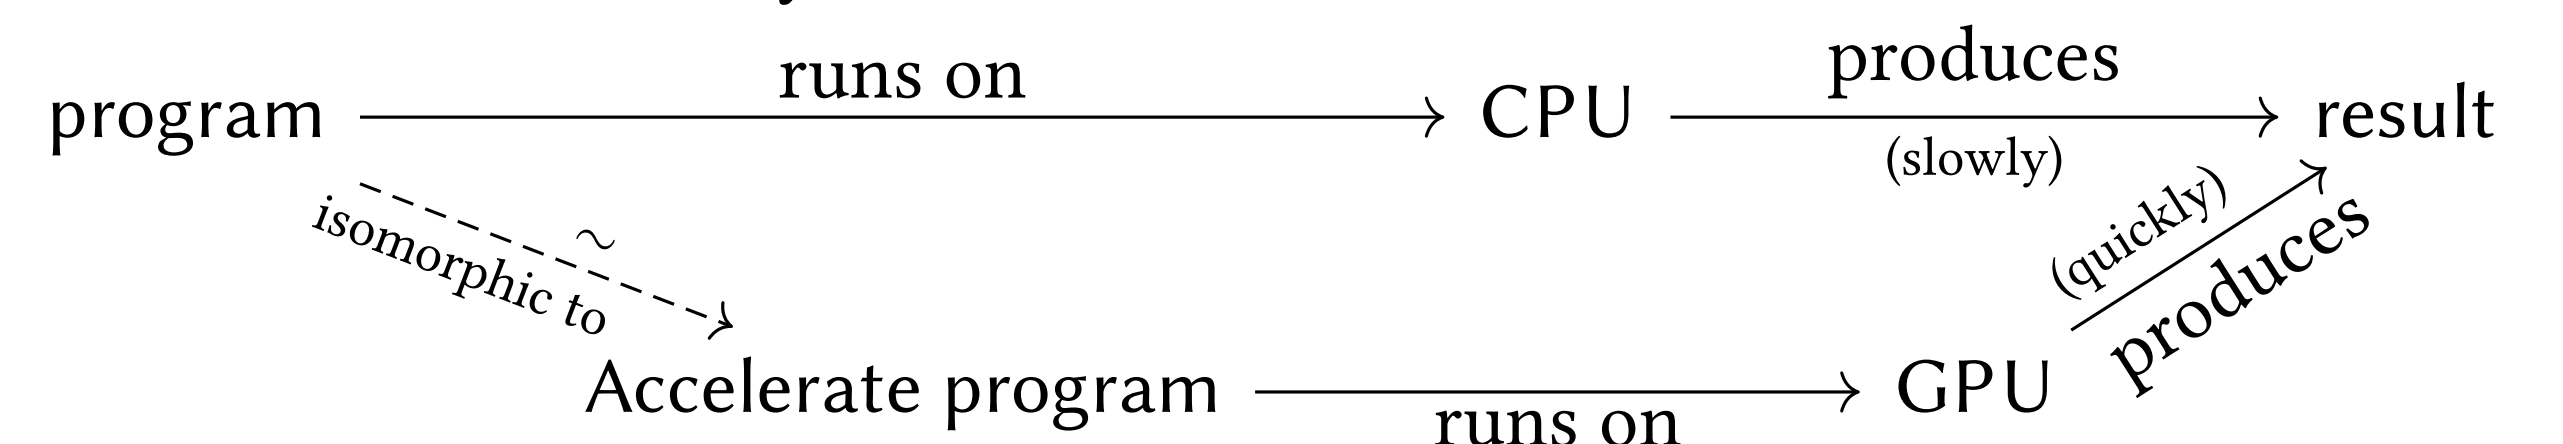 runs on
produces
program
CPU
result
(slowly)
∼
isomorphic to
(quickly)
produces
Accelerate program
GPU
runs on